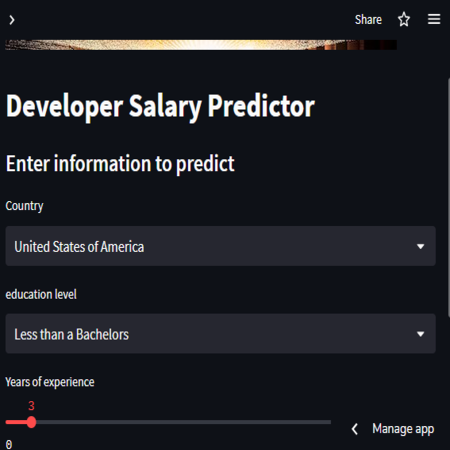 Share
Developer Salary Predictor
Enter information to predict
Country
United States of America
education level
Less than a Bachelors
Years of experience
3
0
Manage app